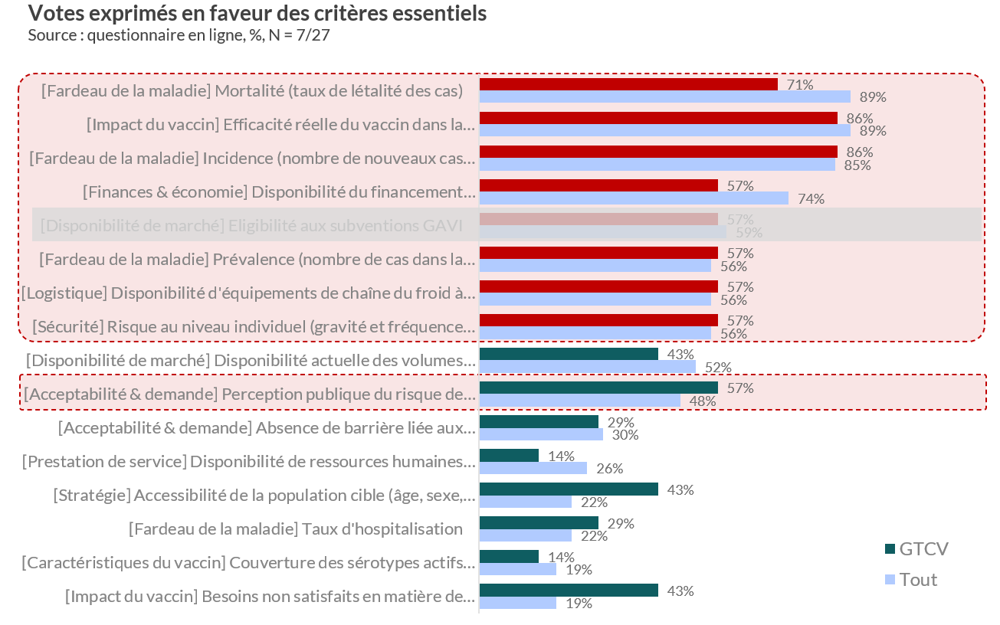 Votes exprimés en faveur des critères essentiels
Source : questionnaire en ligne, %, N = 7/27
[Fardeau de la maladie] Mortalité (taux de létalité des cas) 71% 89%
[Impact du vaccin] Efficacité réelle du vaccin dans la... 86% 89%
[Fardeau de la maladie] Incidence (nombre de nouveaux cas... 86% 85%
[Finances & économie] Disponibilité du financement... 57% 74%
[Disponibilité de marché] Eligibilité aux subventions GAVI 57% 59%
[Fardeau de la maladie] Prévalence (nombre de cas dans la... 57% 56%
[Logistique] Disponibilité d'équipements de chaîne du froid à... 57% 56%
[Sécurité] Risque au niveau individuel (gravité et fréquence... 57% 56%
[Disponibilité de marché] Disponibilité actuelle des volumes... 43% 52%
[Acceptabilité & demande] Perception publique du risque de... 57% 48%
[Acceptabilité & demande] Absence de barrière liée aux... 29% 30%
[Prestation de service] Disponibilité de ressources humaines... 14% 26%
[Stratégie] Accessibilité de la population cible (âge, sexe,... 43% 22%
[Fardeau de la maladie] Taux d'hospitalisation 29% 22%
[Caractéristiques du vaccin] Couverture des sérotypes actifs... 14% 19%
[Impact du vaccin] Besoins non satisfaits en matière de... 43% 19%
GTCV
Tout